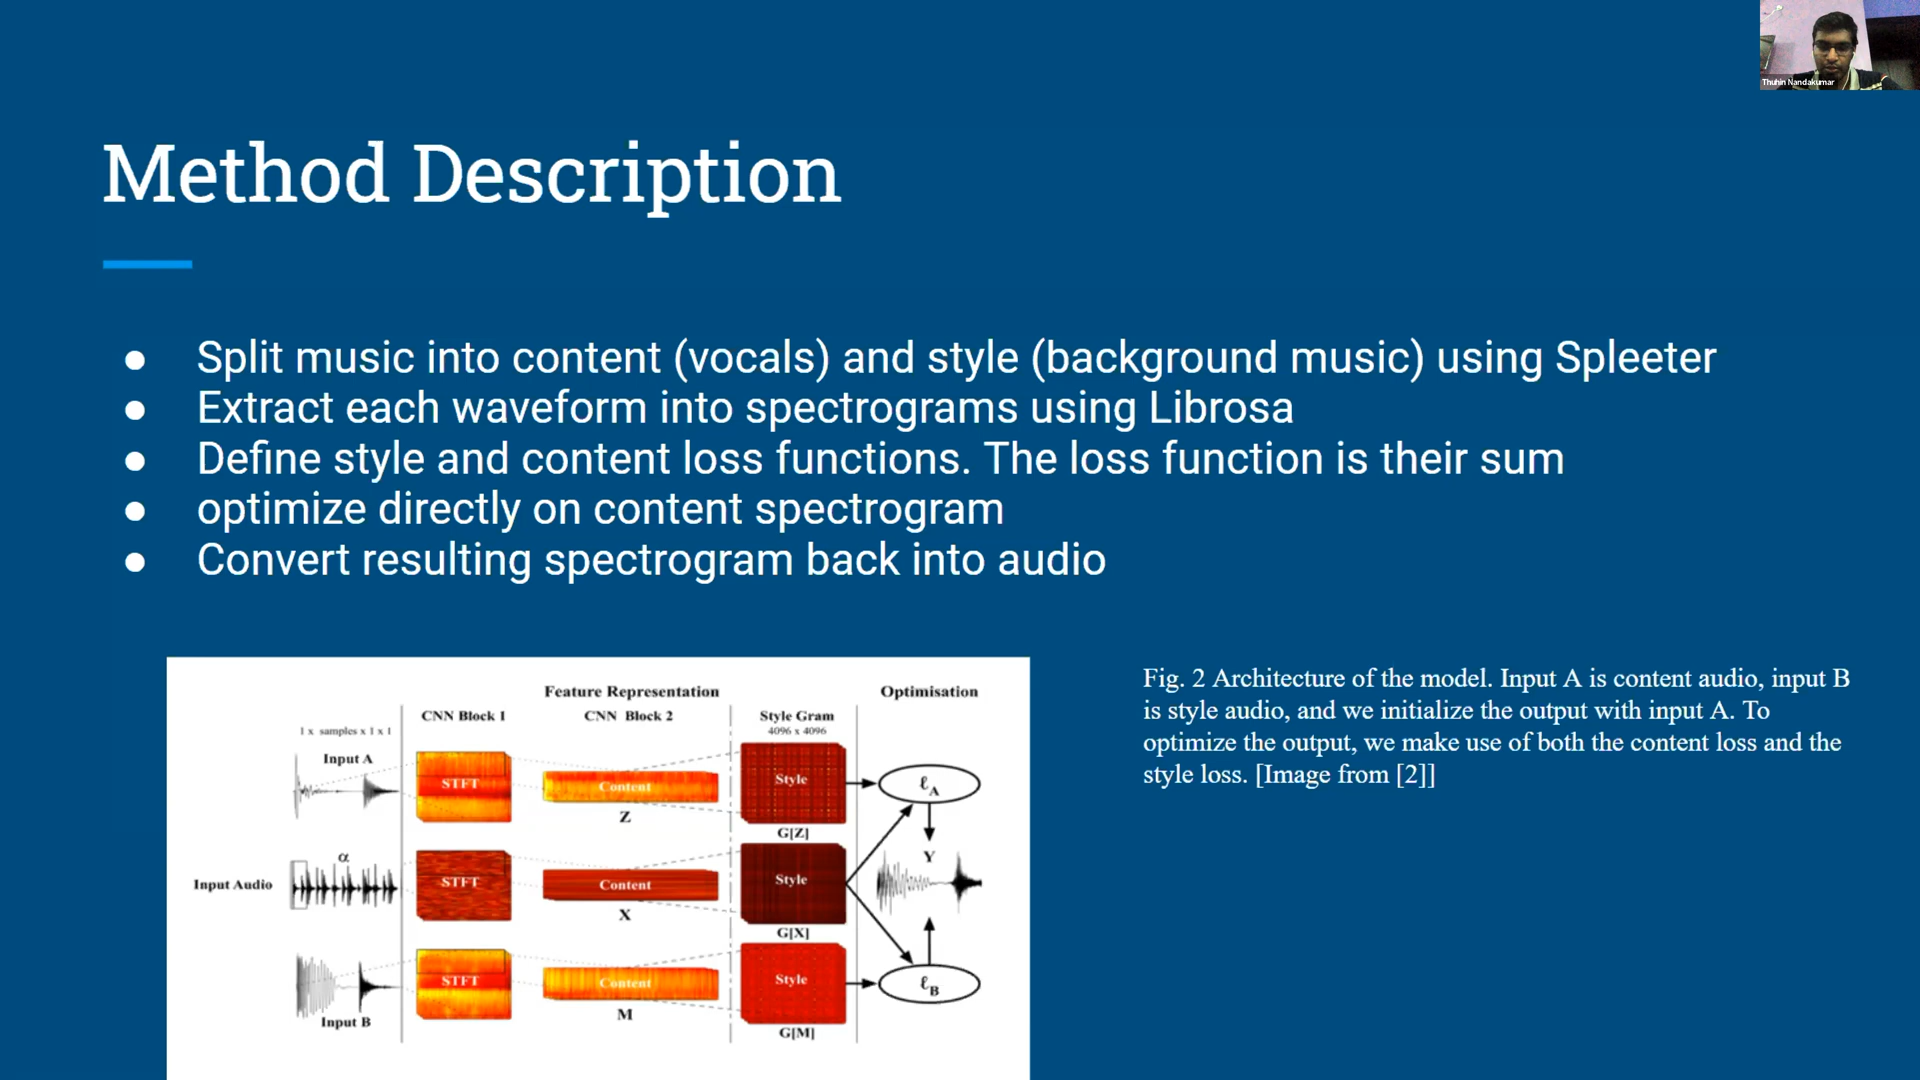 Thuhin Nandakumar
Method Description
● Split music into content (vocals) and style (background music) using Spleeter
● Extract each waveform into spectrograms using Librosa
● Define style and content loss functions. The loss function is their sum
● optimize directly on content spectrogram
● Convert resulting spectrogram back into audio
Feature Representation
Optimisation
CNN Block 1
CNN Block 2
Style Gram
4096 x 4096
1 x samples x 1 x 1
Input A
STFT
Content
Z
Style
G[Z]
ℓA
Y
Input Audio
α
STFT
Content
X
Style
G[X]
Input B
STFT
Content
M
Style
G[M]
ℓB
Fig. 2 Architecture of the model. Input A is content audio, input B
is style audio, and we initialize the output with input A. To
optimize the output, we make use of both the content loss and the
style loss. [Image from [2]]